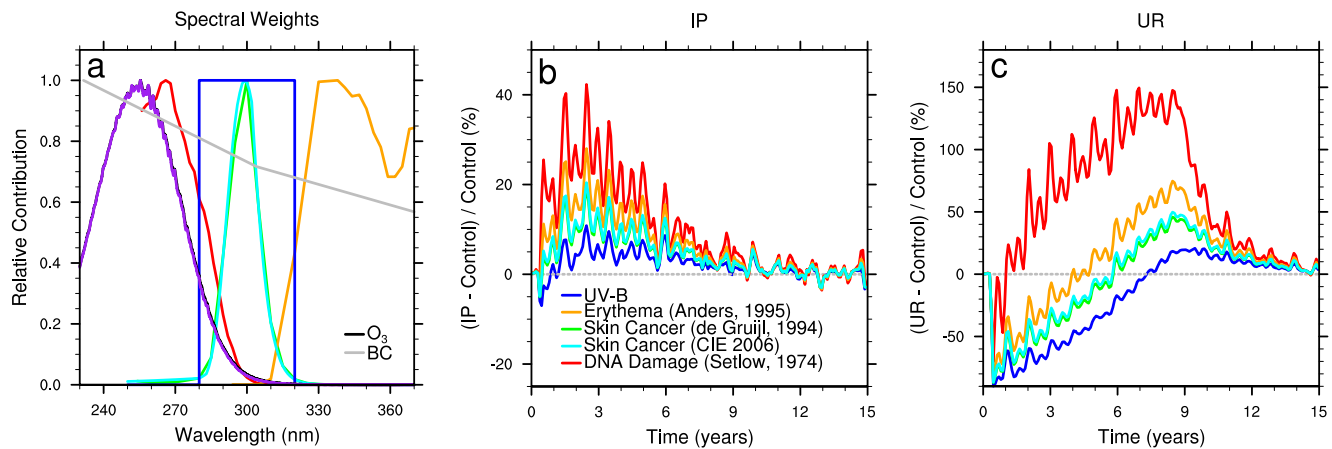 Spectral Weights
a
1.0
0.8
0.6
0.4
0.2
0.0
Relative Contribution
O₃
BC
230 270 300 330 360
Wavelength (nm)
IP
b
40
20
0
-20
(IP - Control) / Control (%)
UV-B
Erythema (Anders, 1995)
Skin Cancer (de Gruijl, 1994)
Skin Cancer (CIE 2006)
DNA Damage (Setlow, 1974)
0 3 6 9 12 15
Time (years)
UR
c
150
100
50
0
-50
(UR - Control) / Control (%)
0 3 6 9 12 15
Time (years)